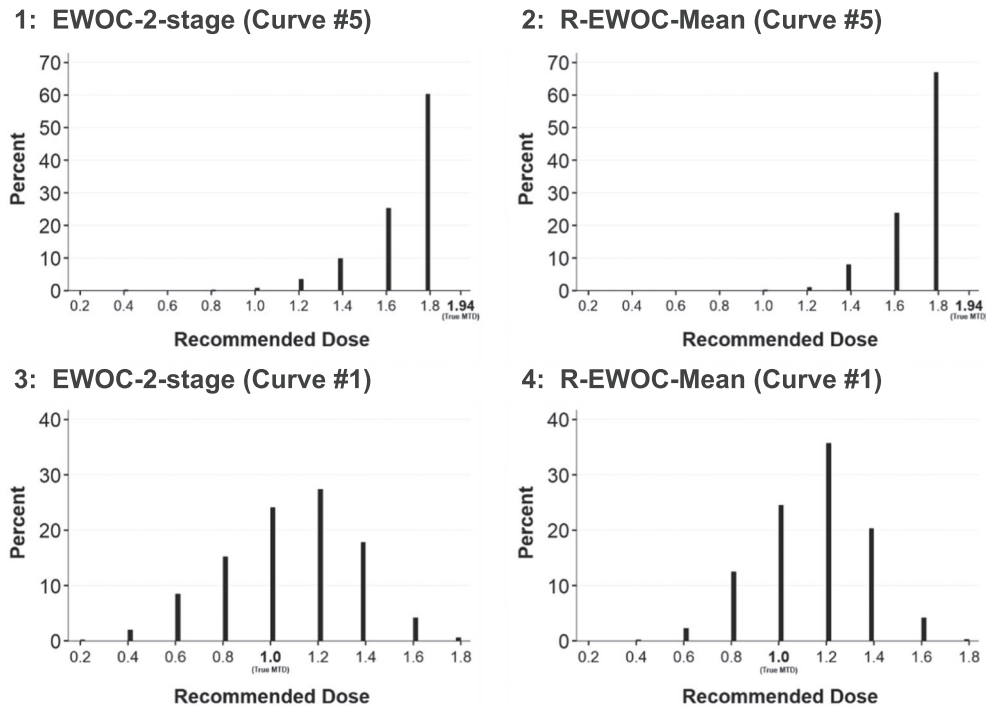 1: EWOC-2-stage (Curve #5)
70
60
50
40
30
20
10
0
Percent
0.2 0.4 0.6 0.8 1.0 1.2 1.4 1.6 1.8 1.94
(True MTD)
Recommended Dose
2: R-EWOC-Mean (Curve #5)
70
60
50
40
30
20
10
0
Percent
0.2 0.4 0.6 0.8 1.0 1.2 1.4 1.6 1.8 1.94
(True MTD)
Recommended Dose
3: EWOC-2-stage (Curve #1)
40
30
20
10
0
Percent
0.2 0.4 0.6 0.8 1.0 1.2 1.4 1.6 1.8
(True MTD)
Recommended Dose
4: R-EWOC-Mean (Curve #1)
40
30
20
10
0
Percent
0.2 0.4 0.6 0.8 1.0 1.2 1.4 1.6 1.8
(True MTD)
Recommended Dose